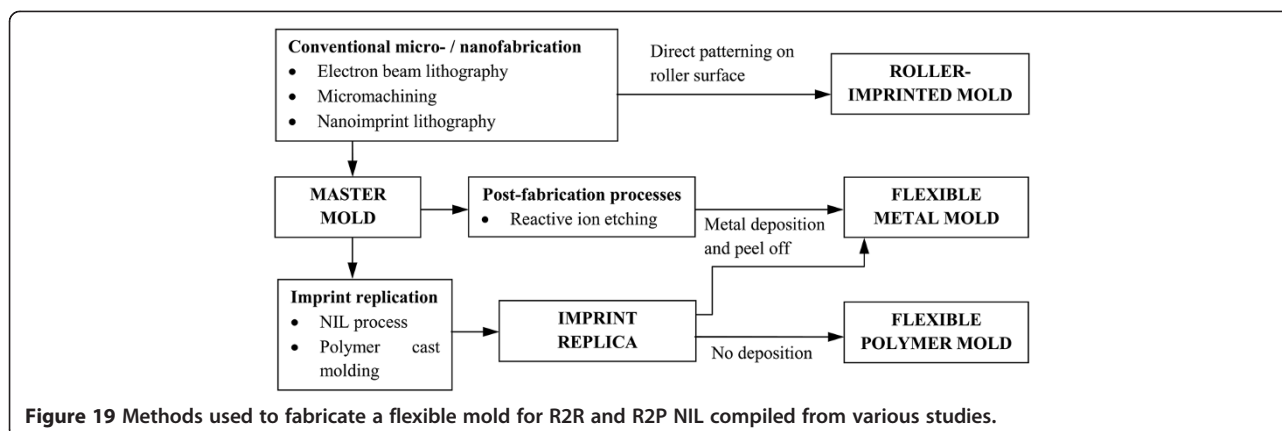 Conventional micro- / nanofabrication
• Electron beam lithography
• Micromachining
• Nanoimprint lithography
Direct patterning on
roller surface
ROLLER-
IMPRINTED MOLD
MASTER
MOLD
Post-fabrication processes
• Reactive ion etching
Metal deposition
and peel off
FLEXIBLE
METAL MOLD
Imprint replication
• NIL process
• Polymer cast
molding
IMPRINT
REPLICA
No deposition
FLEXIBLE
POLYMER MOLD
Figure 19 Methods used to fabricate a flexible mold for R2R and R2P NIL compiled from various studies.